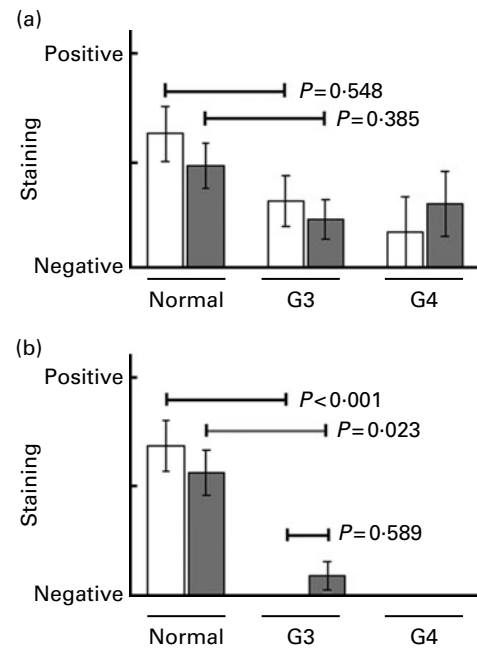 (a)
Positive
P=0·548
P=0·385
Staining
Negative
Normal G3 G4
(b)
Positive
P<0·001
P=0·023
Staining
P=0·589
Negative
Normal G3 G4